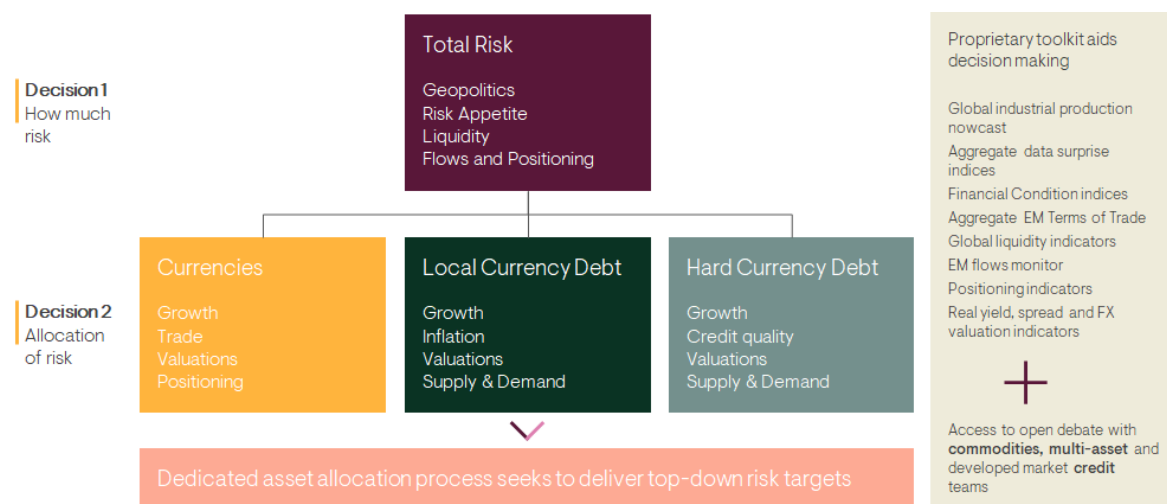 Total Risk
Geopolitics
Risk Appetite
Liquidity
Flows and Positioning
Decision 1
How much
risk
Currencies
Growth
Trade
Valuations
Positioning
Local Currency Debt
Growth
Inflation
Valuations
Supply & Demand
Hard Currency Debt
Growth
Credit quality
Valuations
Supply & Demand
Decision 2
Allocation
of risk
Dedicated asset allocation process seeks to deliver top-down risk targets
Proprietary toolkit aids
decision making
Global industrial production
nowcast
Aggregate data surprise
indices
Financial Condition indices
Aggregate EM Terms of Trade
Global liquidity indicators
EM flows monitor
Positioning indicators
Real yield, spread and FX
valuation indicators
+
Access to open debate with
commodities, multi-asset and
developed market credit
teams